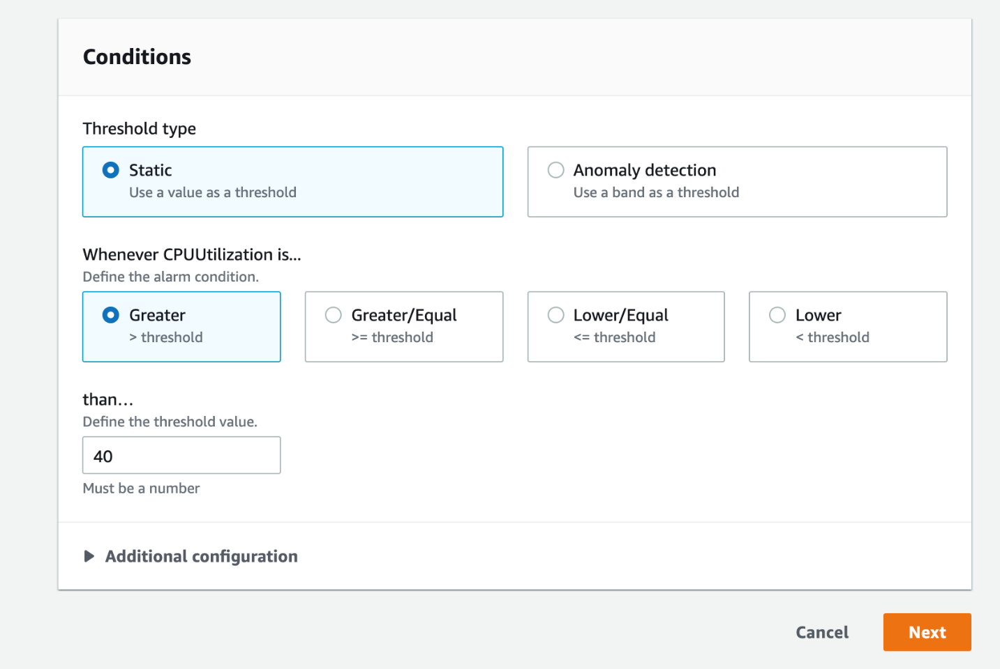 Conditions
Threshold type
Static
Use a value as a threshold
Anomaly detection
Use a band as a threshold
Whenever CPUUtilization is...
Define the alarm condition.
Greater
> threshold
Greater/Equal
>= threshold
Lower/Equal
<= threshold
Lower
< threshold
than...
Define the threshold value.
40
Must be a number
Additional configuration
Cancel
Next